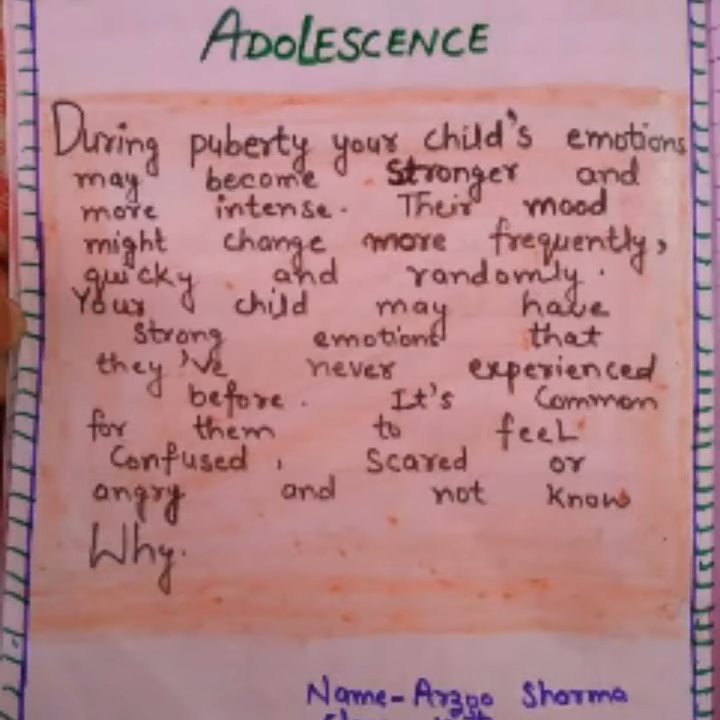 ADOLESCENCE
During puberty your child's emotions
may become Stronger and
more intense. Their mood
might change more frequently,
quicky and randomly.
Your child may have
Strong emotions that
they've never experienced
before. It's Common
for them to feel
Confused, Scared or
angry and not know
Why.
Name-Arzoo Sharma